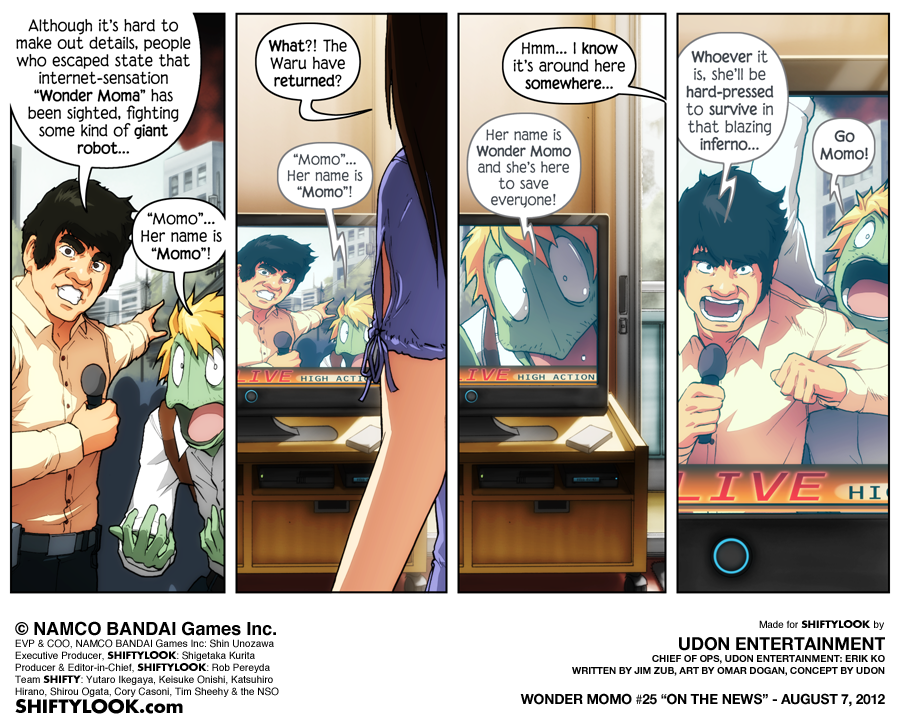 Although it's hard to
make out details, people
who escaped state that
internet-sensation
"Wonder Moma" has
been sighted, fighting
some kind of giant
robot...
"Momo"...
Her name is
"Momo"!
What?! The
Waru have
returned?
"Momo"...
Her name is
"Momo"!
LIVE HIGH ACTI
Hmm... I know
it's around here
somewhere...
Her name is
Wonder Momo
and she's here
to save
everyone!
LIVE HIGH ACTION
Whoever it
is, she'll be
hard-pressed
to survive in
that blazing
inferno...
Go
Momo!
LIVE HI
© NAMCO BANDAI Games Inc.
EVP & COO, NAMCO BANDAI Games Inc: Shin Unozawa
Executive Producer, SHIFTYLOOK: Shigetaka Kurita
Producer & Editor-in-Chief, SHIFTYLOOK: Rob Pereyda
Team SHIFTY: Yutaro Ikegaya, Keisuke Onishi, Katsuhiro
Hirano, Shirou Ogata, Cory Casoni, Tim Sheehy & the NSO
SHIFTYLOOK.com
Made for SHIFTYLOOK by
UDON ENTERTAINMENT
CHIEF OF OPS, UDON ENTERTAINMENT: ERIK KO
WRITTEN BY JIM ZUB, ART BY OMAR DOGAN, CONCEPT BY UDON
WONDER MOMO #25 "ON THE NEWS" - AUGUST 7, 2012